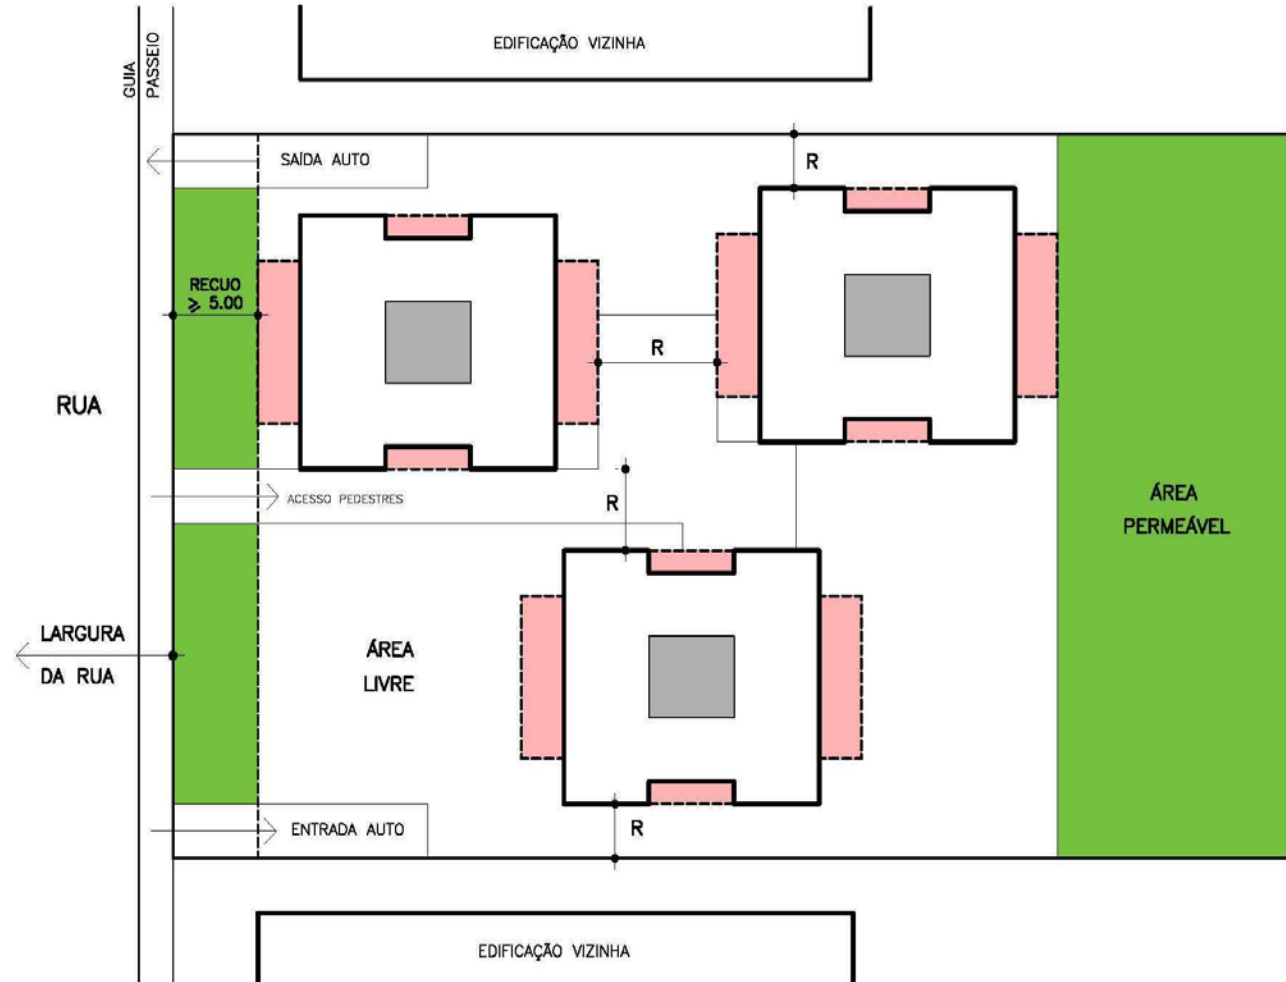 EDIFICAÇÃO VIZINHA
GUIA
PASSEIO
SAÍDA AUTO
R
RECUO
⩾ 5.00
R
RUA
ACESSO PEDESTRES
R
ÁREA
PERMEÁVEL
LARGURA
DA RUA
ÁREA
LIVRE
ENTRADA AUTO
R
EDIFICAÇÃO VIZINHA